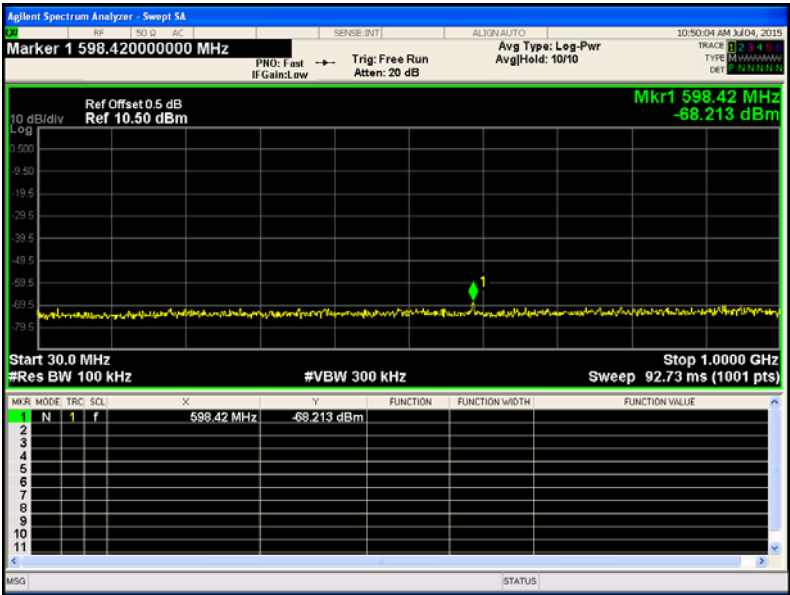 Agilent Spectrum Analyzer - Swept SA
LXI RF 50 Ω AC SENSE:INT ALIGNAUTO 10:50:04 AM Jul 04, 2015
Marker 1 598.420000000 MHz
PNO: Fast
IFGain:Low
Trig: Free Run
Atten: 20 dB
Avg Type: Log-Pwr
Avg|Hold: 10/10
TRACE 1 2 3 4 5 6
TYPE M W W W W W
DET P N N N N N
Mkr1 598.42 MHz
-68.213 dBm
Ref Offset 0.5 dB
10 dB/div Ref 10.50 dBm
Log
0.500
-9.50
-19.5
-29.5
-39.5
-49.5
-59.5
-69.5
-79.5
1
Start 30.0 MHz Stop 1.0000 GHz
#Res BW 100 kHz #VBW 300 kHz Sweep 92.73 ms (1001 pts)
MKR MODE TRC SCL X Y FUNCTION FUNCTION WIDTH FUNCTION VALUE
1 N 1 f 598.42 MHz -68.213 dBm
2
3
4
5
6
7
8
9
10
11
MSG STATUS